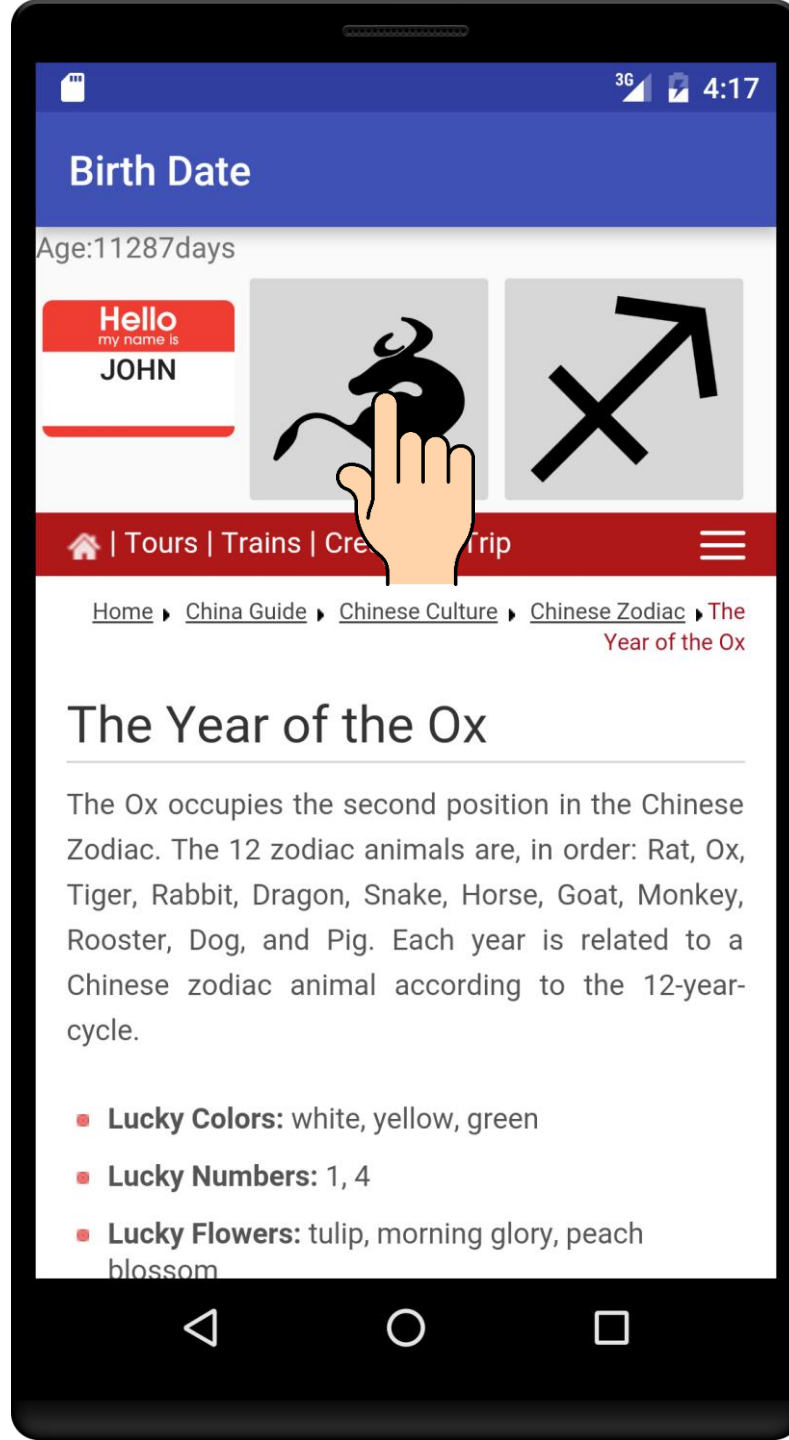 3G 4:17
Birth Date
Age:11287days
Hello
my name is
JOHN
| Tours | Trains | Cre Trip
Home China Guide Chinese Culture Chinese Zodiac The
Year of the Ox
The Year of the Ox
The Ox occupies the second position in the Chinese
Zodiac. The 12 zodiac animals are, in order: Rat, Ox,
Tiger, Rabbit, Dragon, Snake, Horse, Goat, Monkey,
Rooster, Dog, and Pig. Each year is related to a
Chinese zodiac animal according to the 12-year-
cycle.
Lucky Colors: white, yellow, green
Lucky Numbers: 1, 4
Lucky Flowers: tulip, morning glory, peach
blossom